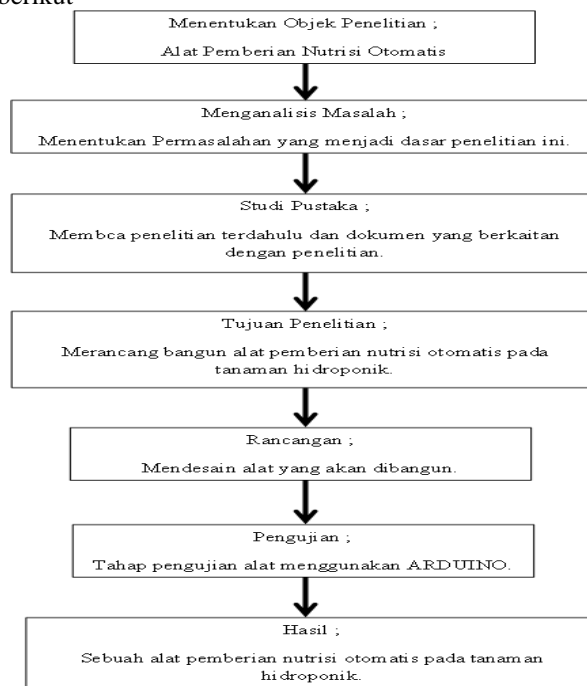 berikut
Menentukan Objek Penelitian ;
Alat Pemberian Nutrisi Otomatis
Menganalisis Masalah ;
Menentukan Permasalahan yang menjadi dasar penelitian ini.
Studi Pustaka ;
Membca penelitian terdahulu dan dokumen yang berkaitan
dengan penelitian.
Tujuan Penelitian ;
Merancang bangun alat pemberian nutrisi otomatis pada
tanaman hidroponik.
Rancangan ;
Mendesain alat yang akan dibangun.
Pengujian ;
Tahap pengujian alat menggunakan ARDUINO.
Hasil ;
Sebuah alat pemberian nutrisi otomatis pada tanaman
hidroponik.